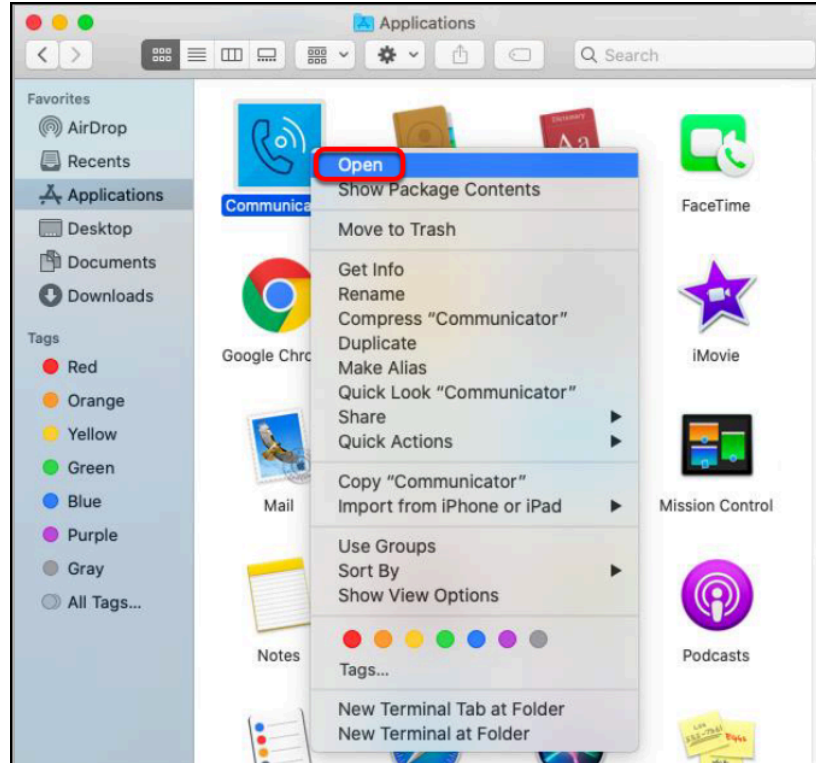 Applications
Search
Favorites
AirDrop
Recents
Applications
Desktop
Documents
Downloads
Tags
Red
Orange
Yellow
Green
Blue
Purple
Gray
All Tags...
Communica
Google Chro
Mail
Notes
Dictionary
Aa
Open
Show Package Contents
Move to Trash
Get Info
Rename
Compress “Communicator”
Duplicate
Make Alias
Quick Look “Communicator”
Share
Quick Actions
Copy “Communicator”
Import from iPhone or iPad
Use Groups
Sort By
Show View Options
Tags...
New Terminal Tab at Folder
New Terminal at Folder
FaceTime
iMovie
Mission Control
Podcasts